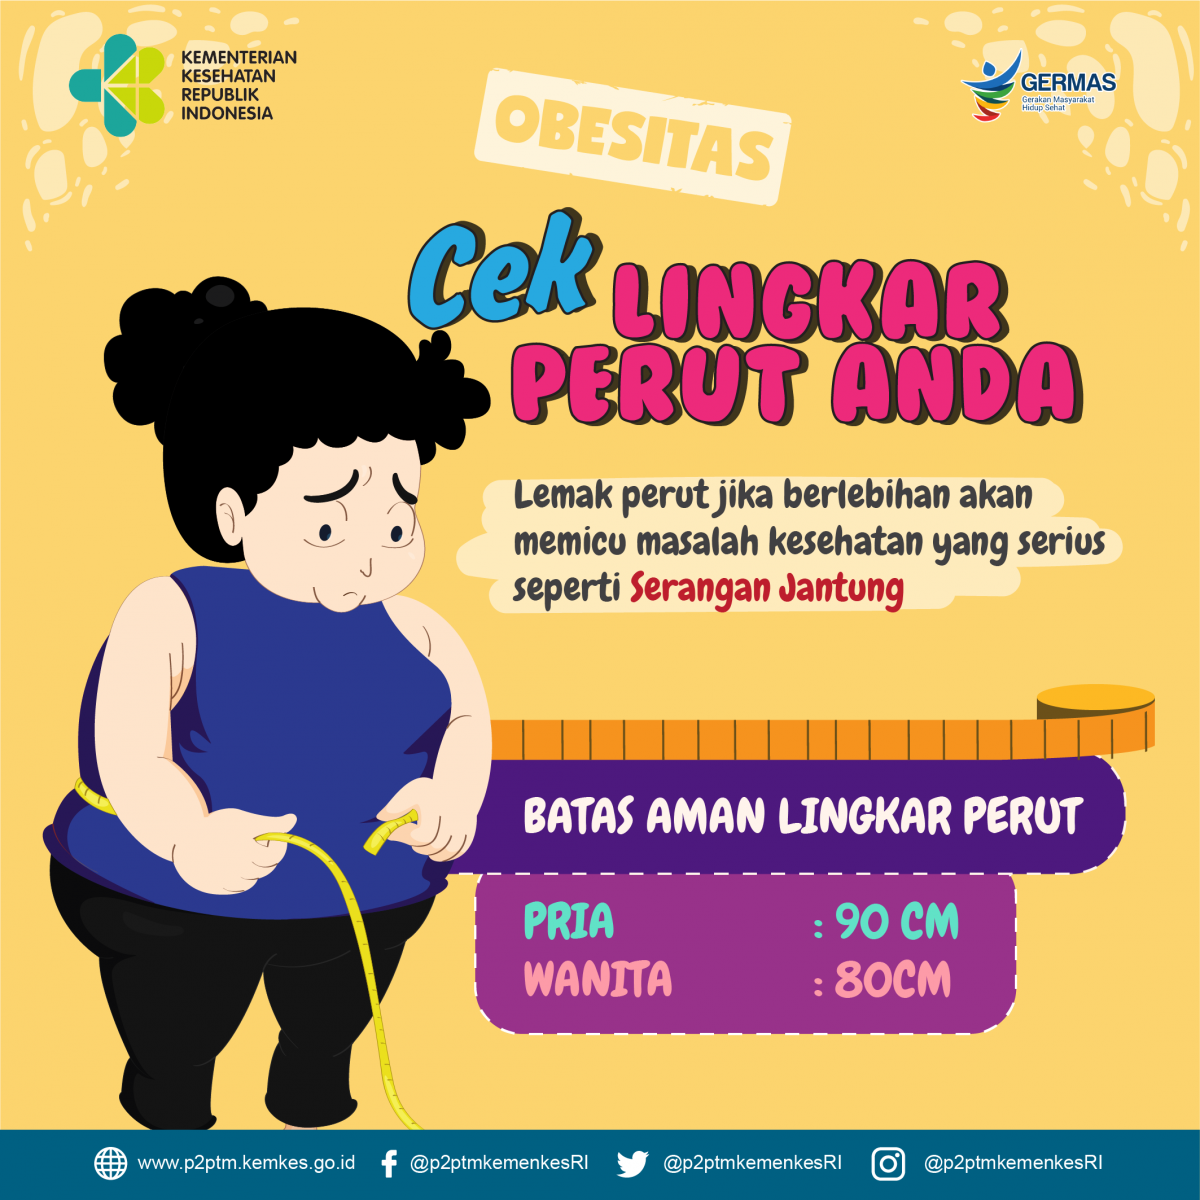 KEMENTERIAN
KESEHATAN
REPUBLIK
INDONESIA
GERMAS
Gerakan Masyarakat
Hidup Sehat
OBESITAS
Cek LINGKAR
PERUT ANDA
Lemak perut jika berlebihan akan
memicu masalah kesehatan yang serius
seperti Serangan Jantung
BATAS AMAN LINGKAR PERUT
PRIA : 90 CM
WANITA : 80CM
www.p2ptm.kemkes.go.id @p2ptmkemenkesRI @p2ptmkemenkesRI @p2ptmkemenkesRI